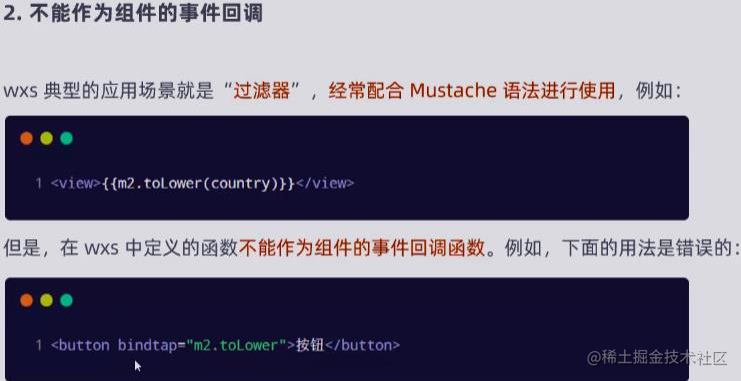 2. 不能作为组件的事件回调
wxs 典型的应用场景就是“过滤器”，经常配合 Mustache 语法进行使用，例如：
1 <view>{{m2.toLower(country)}}</view>
但是，在 wxs 中定义的函数不能作为组件的事件回调函数。例如，下面的用法是错误的：
1 <button bindtap="m2.toLower">按钮</button>
@稀土掘金技术社区